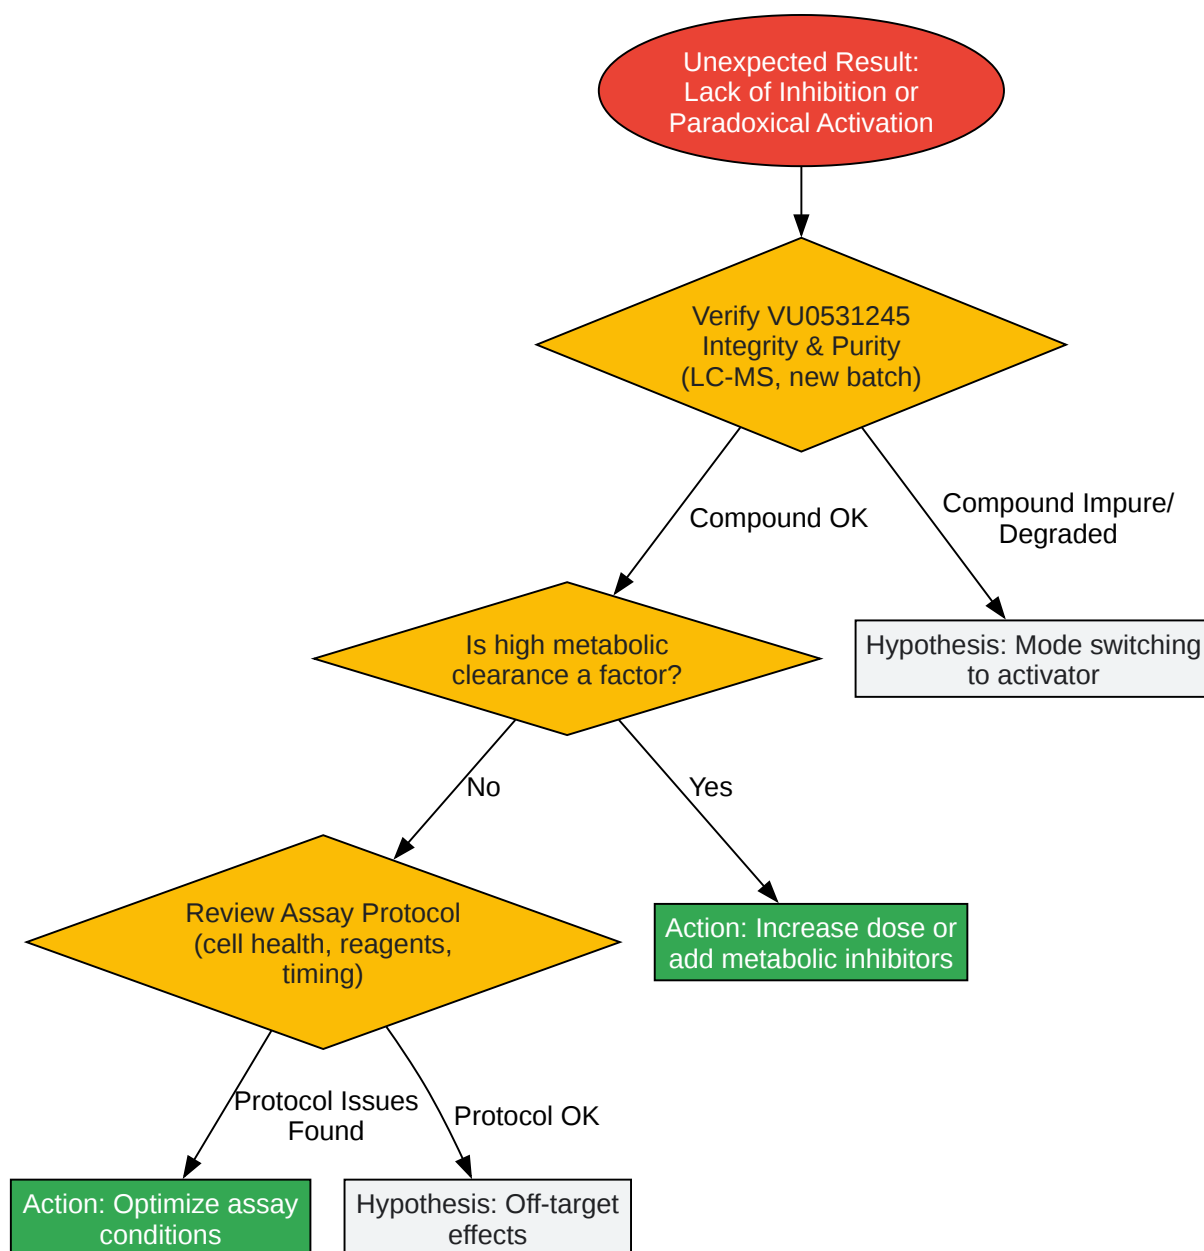 Unexpected Result:
Lack of Inhibition or
Paradoxical Activation
Verify VU0531245
Integrity & Purity
(LC-MS, new batch)
Compound OK
Compound Impure/
Degraded
Is high metabolic
clearance a factor?
Hypothesis: Mode switching
to activator
No
Yes
Review Assay Protocol
(cell health, reagents,
timing)
Action: Increase dose or
add metabolic inhibitors
Protocol Issues
Found
Protocol OK
Action: Optimize assay
conditions
Hypothesis: Off-target
effects